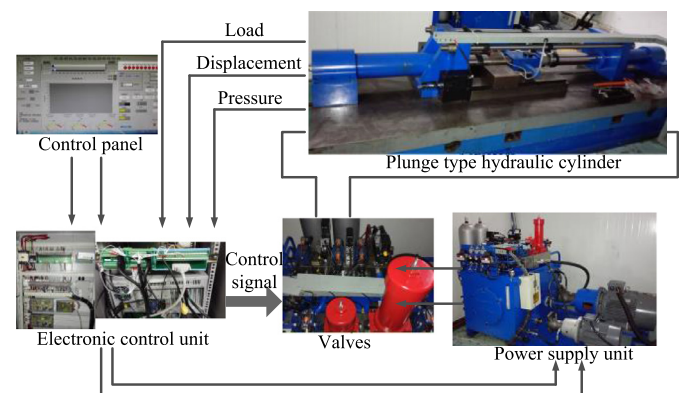 Load
Displacement
Pressure
Control panel
Plunge type hydraulic cylinder
Control
signal
Electronic control unit
Valves
Power supply unit